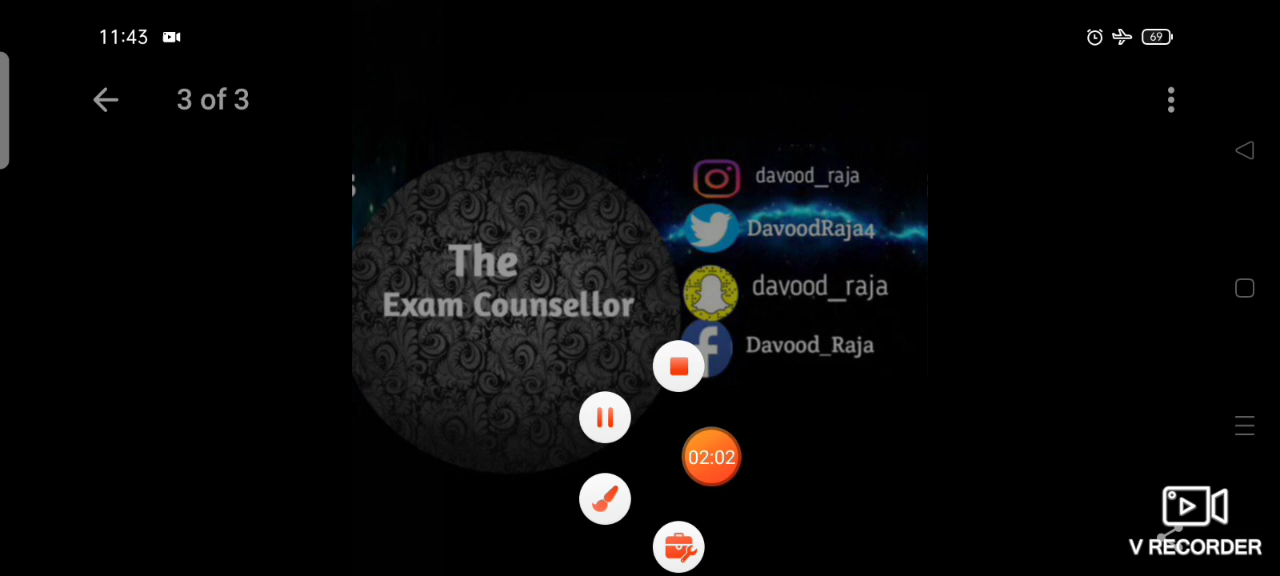 11:43
69
3 of 3
davood_raja
DavoodRaja4
The
Exam Counsellor
davood_raja
Davood_Raja
02:02
V RECORDER